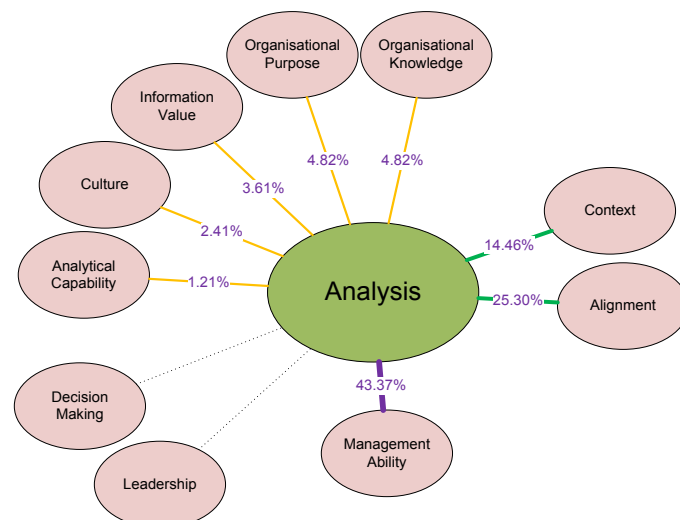 Organisational
Purpose
Organisational
Knowledge
Information
Value
4.82%
4.82%
Culture
3.61%
Context
2.41%
14.46%
Analytical
Capability
1.21%
Analysis
25.30%
Alignment
43.37%
Decision
Making
Management
Ability
Leadership